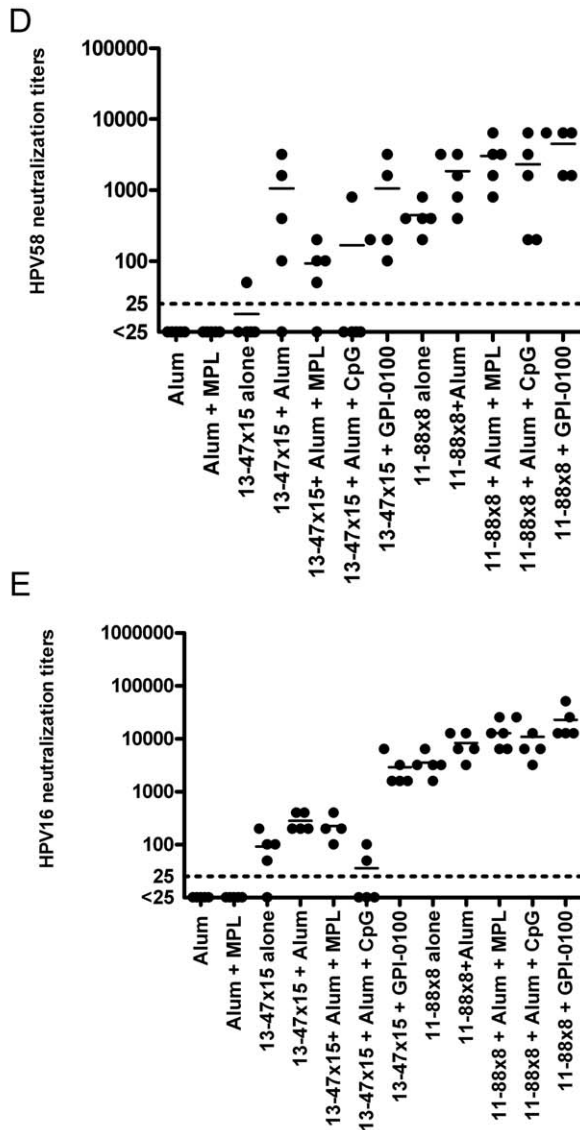 D
HPV58 neutralization titers
100000
10000
1000
100
25
<25
Alum
Alum + MPL
13-47x15 alone
13-47x15 + Alum
13-47x15+ Alum + MPL
13-47x15 + Alum + CpG
13-47x15 + GPI-0100
11-88x8 alone
11-88x8+Alum
11-88x8 + Alum + MPL
11-88x8 + Alum + CpG
11-88x8 + GPI-0100
E
HPV16 neutralization titers
1000000
100000
10000
1000
100
25
<25
Alum
Alum + MPL
13-47x15 alone
13-47x15 + Alum
13-47x15+ Alum + MPL
13-47x15 + Alum + CpG
13-47x15 + GPI-0100
11-88x8 alone
11-88x8+Alum
11-88x8 + Alum + MPL
11-88x8 + Alum + CpG
11-88x8 + GPI-0100